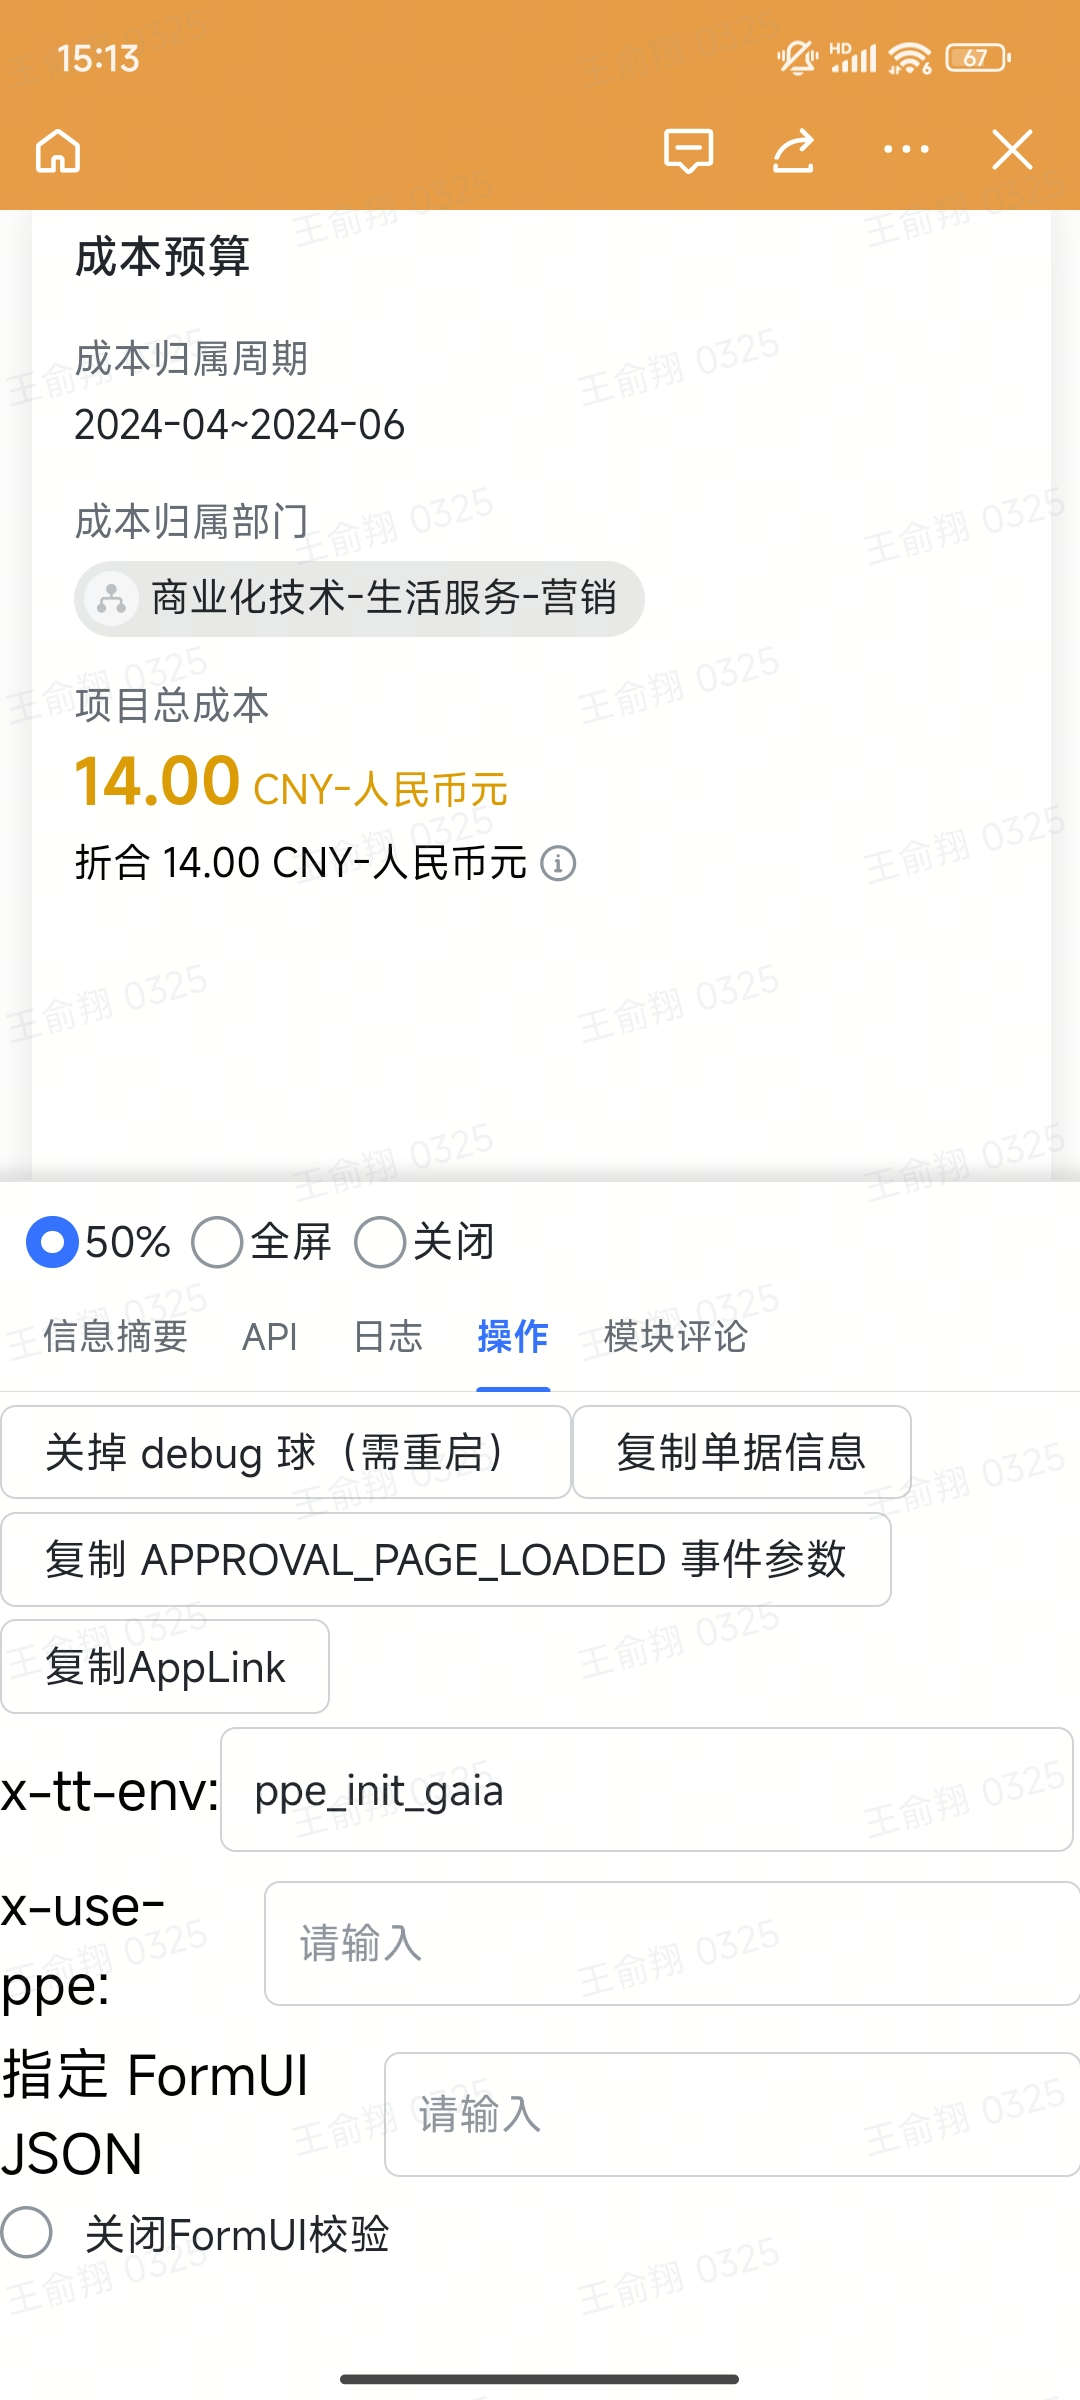 15:13
HD
6
67
成本预算
成本归属周期
2024-04~2024-06
成本归属部门
商业化技术-生活服务-营销
项目总成本
14.00 CNY-人民币元
折合 14.00 CNY-人民币元
50% 全屏 关闭
信息摘要 API 日志 操作 模块评论
关掉 debug 球（需重启） 复制单据信息
复制 APPROVAL_PAGE_LOADED 事件参数
复制AppLink
x-tt-env: ppe_init_gaia
x-use-
ppe:
请输入
指定 FormUI
JSON
请输入
关闭FormUI校验
王俞翔 0325